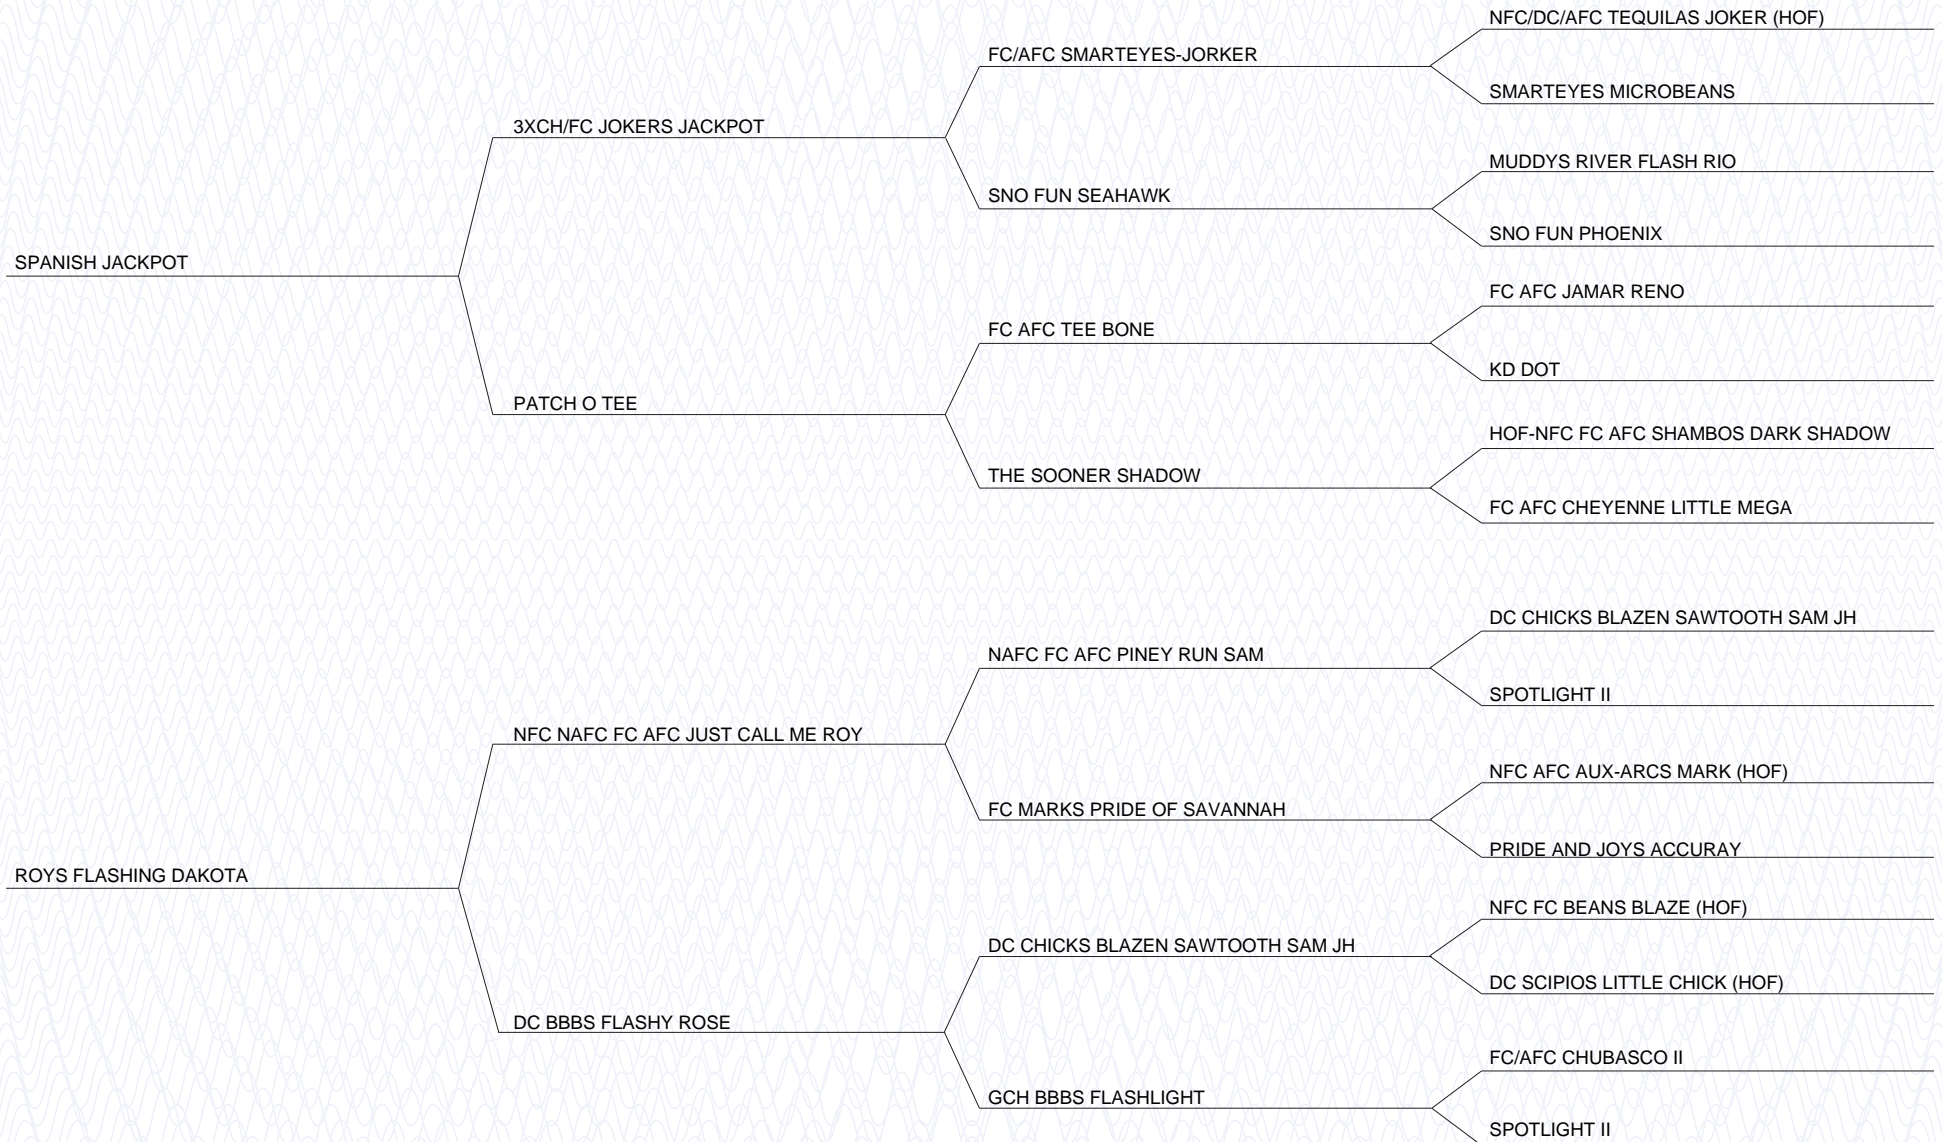 NFC/DC/AFC TEQUILAS JOKER (HOF)
FC/AFC SMARTEYES-JORKER
SMARTEYES MICROBEANS
3XCH/FC JOKERS JACKPOT
MUDDYS RIVER FLASH RIO
SNO FUN SEAHAWK
SNO FUN PHOENIX
SPANISH JACKPOT
FC AFC JAMAR RENO
FC AFC TEE BONE
KD DOT
PATCH O TEE
HOF-NFC FC AFC SHAMBOS DARK SHADOW
THE SOONER SHADOW
FC AFC CHEYENNE LITTLE MEGA
DC CHICKS BLAZEN SAWTOOTH SAM JH
NAFC FC AFC PINEY RUN SAM
SPOTLIGHT II
NFC NAFC FC AFC JUST CALL ME ROY
NFC AFC AUX-ARCS MARK (HOF)
FC MARKS PRIDE OF SAVANNAH
PRIDE AND JOYS ACCURAY
ROYS FLASHING DAKOTA
NFC FC BEANS BLAZE (HOF)
DC CHICKS BLAZEN SAWTOOTH SAM JH
DC SCIPIOS LITTLE CHICK (HOF)
DC BBBS FLASHY ROSE
FC/AFC CHUBASCO II
GCH BBBS FLASHLIGHT
SPOTLIGHT II